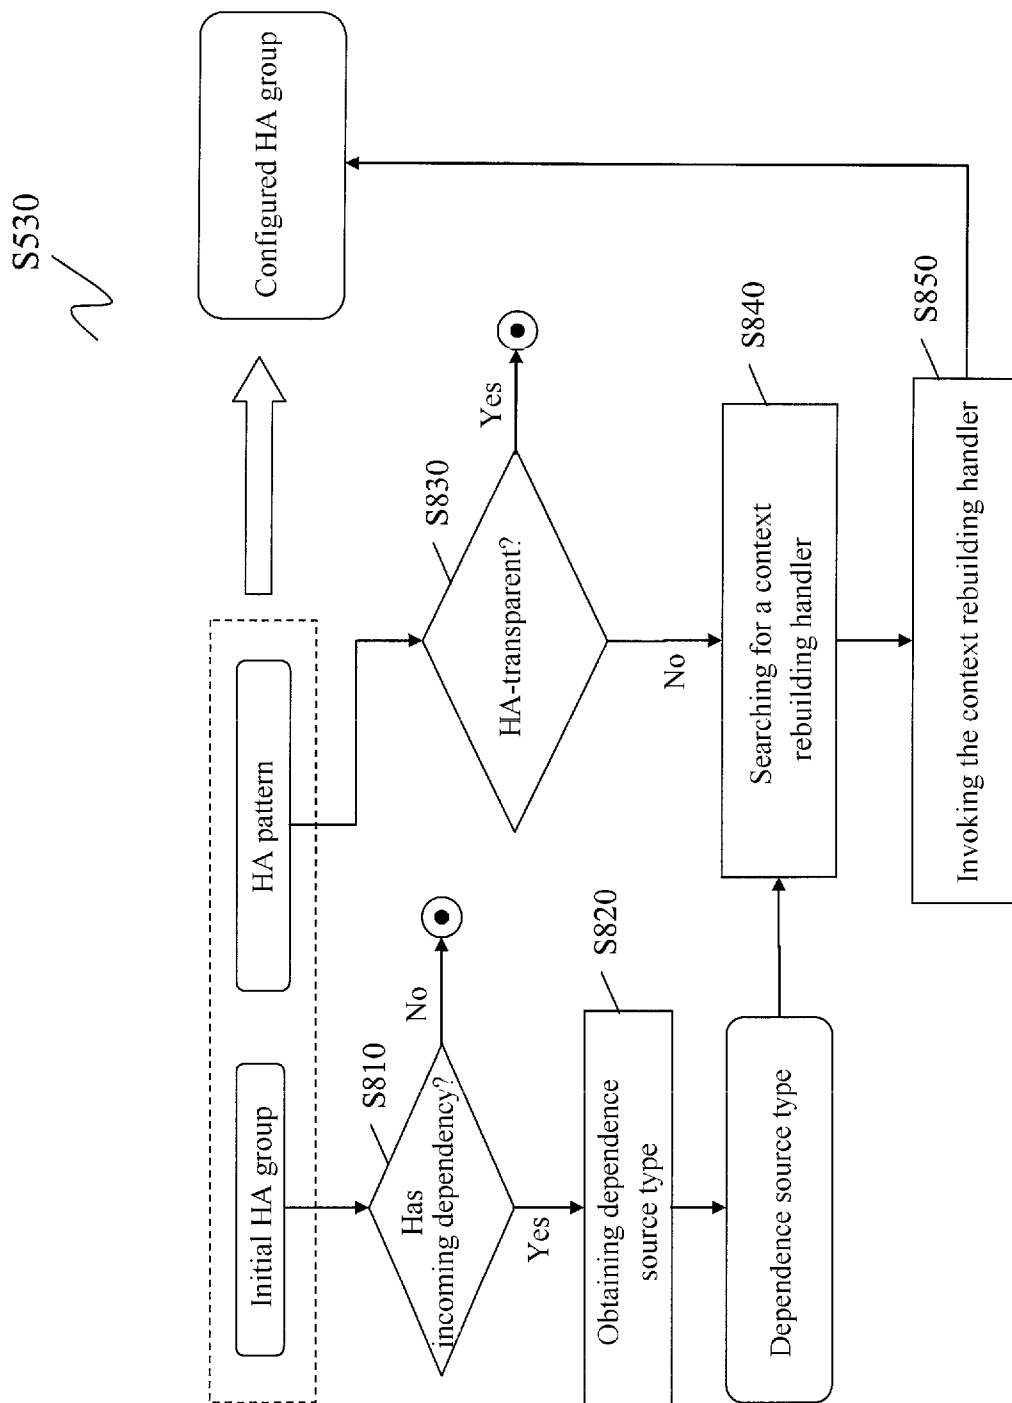 S530
Initial HA group
HA pattern
Configured HA group
S810
Has
incoming dependency?
No
Yes
S830
HA-transparent?
Yes
No
S820
Obtaining dependence
source type
Dependence source type
S840
Searching for a context
rebuilding handler
S850
Invoking the context rebuilding handler